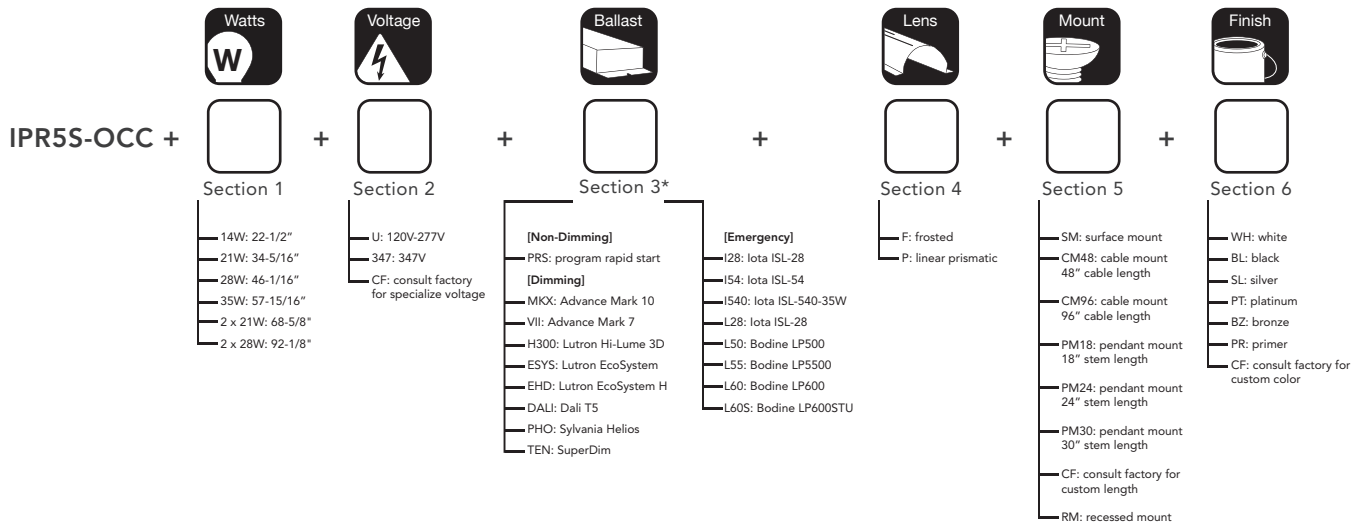 Watts
W
Voltage
Ballast
Lens
Mount
Finish
IPR5S-OCC + + + + + +
Section 1
Section 2
Section 3*
Section 4
Section 5
Section 6
14W: 22-1/2"
21W: 34-5/16"
28W: 46-1/16"
35W: 57-15/16"
2 x 21W: 68-5/8"
2 x 28W: 92-1/8"
U: 120V-277V
347: 347V
CF: consult factory
for specialize voltage
[Non-Dimming]
PRS: program rapid start
[Dimming]
MKX: Advance Mark 10
VII: Advance Mark 7
H300: Lutron Hi-Lume 3D
ESYS: Lutron EcoSystem
EHD: Lutron EcoSystem H
DALI: Dali T5
PHO: Sylvania Helios
TEN: SuperDim
[Emergency]
I28: Iota ISL-28
I54: Iota ISL-54
I540: Iota ISL-540-35W
L28: Iota ISL-28
L50: Bodine LP500
L55: Bodine LP5500
L60: Bodine LP600
L60S: Bodine LP600STU
F: frosted
P: linear prismatic
SM: surface mount
CM48: cable mount
48" cable length
CM96: cable mount
96" cable length
PM18: pendant mount
18" stem length
PM24: pendant mount
24" stem length
PM30: pendant mount
30" stem length
CF: consult factory for
custom length
RM: recessed mount
WH: white
BL: black
SL: silver
PT: platinum
BZ: bronze
PR: primer
CF: consult factory for
custom color